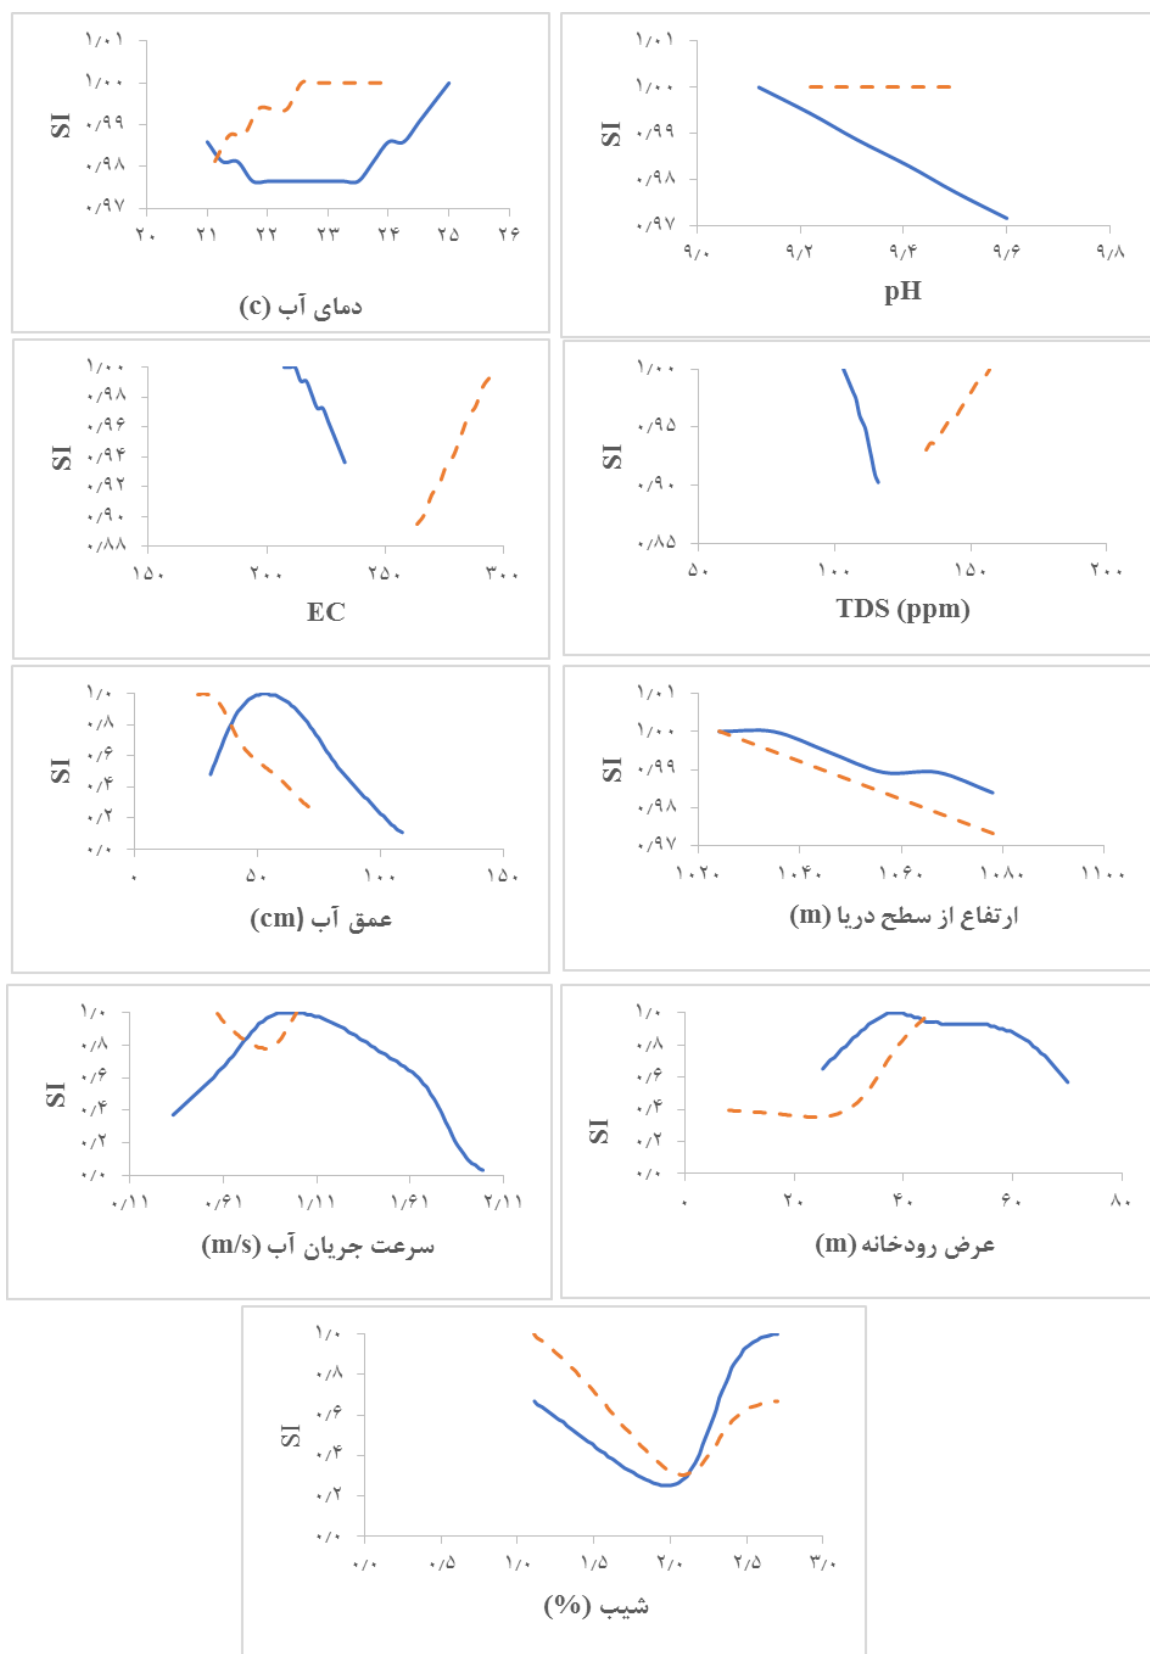 ۱/۰۱
۱/۰۰
۰/۹۹
۰/۹۸
۰/۹۷
SI
۲۰ ۲۱ ۲۲ ۲۳ ۲۴ ۲۵ ۲۶
دمای آب (c)
۱/۰۱
۱/۰۰
۰/۹۹
۰/۹۸
۰/۹۷
SI
۹/۰ ۹/۲ ۹/۴ ۹/۶ ۹/۸
pH
۱/۰۰
۰/۹۸
۰/۹۶
۰/۹۴
۰/۹۲
۰/۹۰
۰/۸۸
SI
۱۵۰ ۲۰۰ ۲۵۰ ۳۰۰
EC
۱/۰۰
۰/۹۵
۰/۹۰
۰/۸۵
SI
۵۰ ۱۰۰ ۱۵۰ ۲۰۰
TDS (ppm)
۱/۰
۰/۸
۰/۶
۰/۴
۰/۲
۰/۰
SI
۰ ۵۰ ۱۰۰ ۱۵۰
عمق آب (cm)
۱/۰۱
۱/۰۰
۰/۹۹
۰/۹۸
۰/۹۷
SI
۱۰۲۰ ۱۰۴۰ ۱۰۶۰ ۱۰۸۰ ۱۱۰۰
ارتفاع از سطح دریا (m)
۱/۰
۰/۸
۰/۶
۰/۴
۰/۲
۰/۰
SI
۰/۱۱ ۰/۶۱ ۱/۱۱ ۱/۶۱ ۲/۱۱
سرعت جریان آب (m/s)
۱/۰
۰/۸
۰/۶
۰/۴
۰/۲
۰/۰
SI
۰ ۲۰ ۴۰ ۶۰ ۸۰
عرض رودخانه (m)
۱/۰
۰/۸
۰/۶
۰/۴
۰/۲
۰/۰
SI
۰/۰ ۰/۵ ۱/۰ ۱/۵ ۲/۰ ۲/۵ ۳/۰
شیب (%)